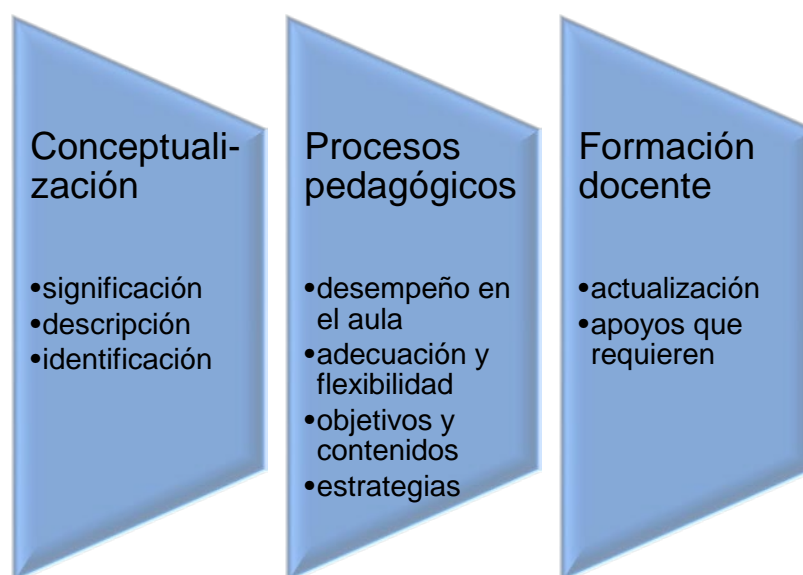 Conceptuali-
zación
•significación
•descripción
•identificación
Procesos
pedagógicos
•desempeño en
el aula
•adecuación y
flexibilidad
•objetivos y
contenidos
•estrategias
Formación
docente
•actualización
•apoyos que
requieren